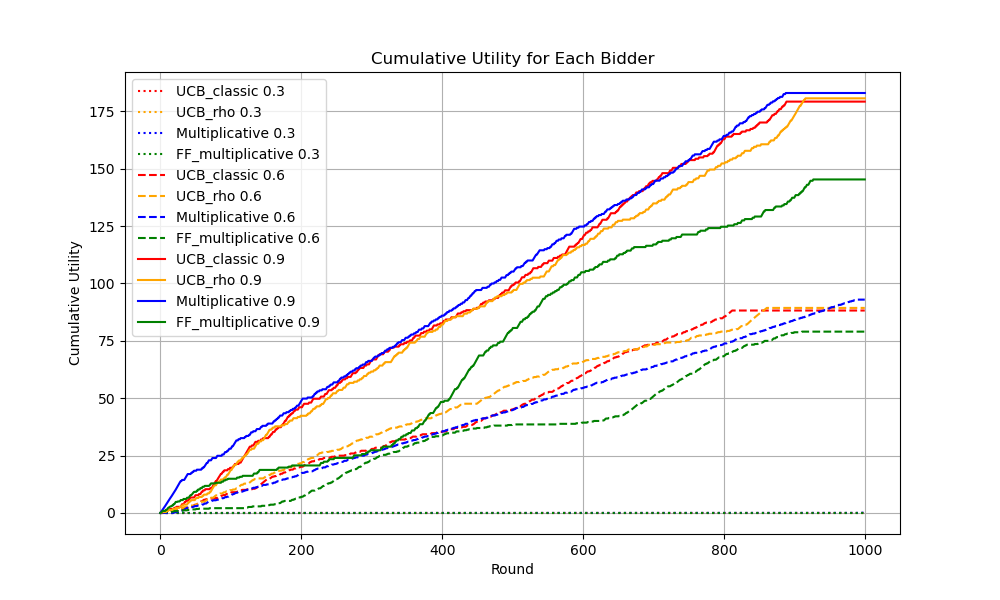 Cumulative Utility for Each Bidder
UCB_classic 0.3
UCB_rho 0.3
Multiplicative 0.3
FF_multiplicative 0.3
UCB_classic 0.6
UCB_rho 0.6
Multiplicative 0.6
FF_multiplicative 0.6
UCB_classic 0.9
UCB_rho 0.9
Multiplicative 0.9
FF_multiplicative 0.9
175
150
125
100
75
50
25
0
Cumulative Utility
0 200 400 600 800 1000
Round